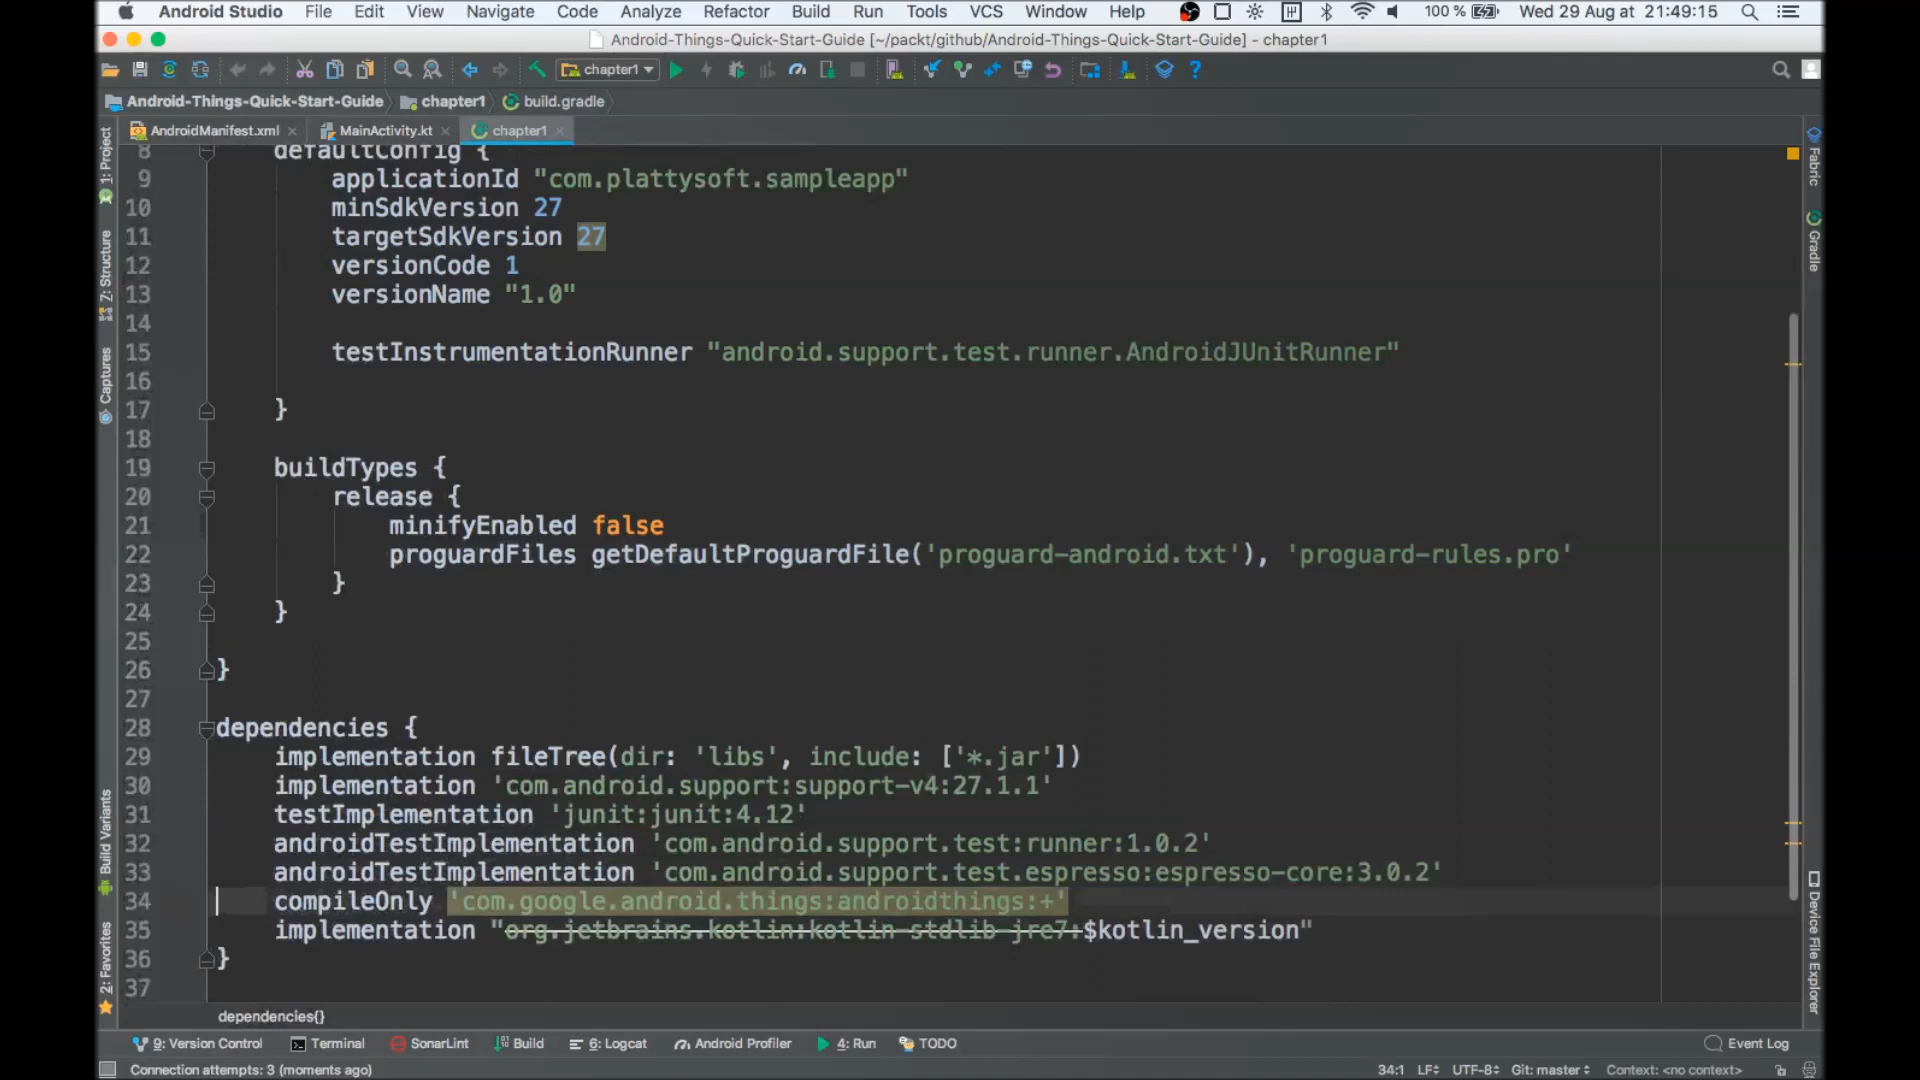 Android Studio File Edit View Navigate Code Analyze Refactor Build Run Tools VCS Window Help 100 % Wed 29 Aug at 21:49:15
Android-Things-Quick-Start-Guide [~/packt/github/Android-Things-Quick-Start-Guide] - chapter1
chapter1
Android-Things-Quick-Start-Guide chapter1 build.gradle
AndroidManifest.xml MainActivity.kt chapter1
1: Project
Z: Structure
Captures
Build Variants
2: Favorites
8 defaultConfig {
9 applicationId "com.plattysoft.sampleapp"
10 minSdkVersion 27
11 targetSdkVersion 27
12 versionCode 1
13 versionName "1.0"
14
15 testInstrumentationRunner "android.support.test.runner.AndroidJUnitRunner"
16
17 }
18
19 buildTypes {
20 release {
21 minifyEnabled false
22 proguardFiles getDefaultProguardFile('proguard-android.txt'), 'proguard-rules.pro'
23 }
24 }
25
26 }
27
28 dependencies {
29 implementation fileTree(dir: 'libs', include: ['*.jar'])
30 implementation 'com.android.support:support-v4:27.1.1'
31 testImplementation 'junit:junit:4.12'
32 androidTestImplementation 'com.android.support.test:runner:1.0.2'
33 androidTestImplementation 'com.android.support.test.espresso:espresso-core:3.0.2'
34 compileOnly 'com.google.android.things:androidthings:+'
35 implementation "org.jetbrains.kotlin:kotlin-stdlib-jre7:$kotlin_version"
36 }
37
Fabric
Gradle
Device File Explorer
dependencies{}
9: Version Control Terminal SonarLint Build 6: Logcat Android Profiler 4: Run TODO Event Log
Connection attempts: 3 (moments ago) 34:1 LF UTF-8 Git: master Context: <no context>